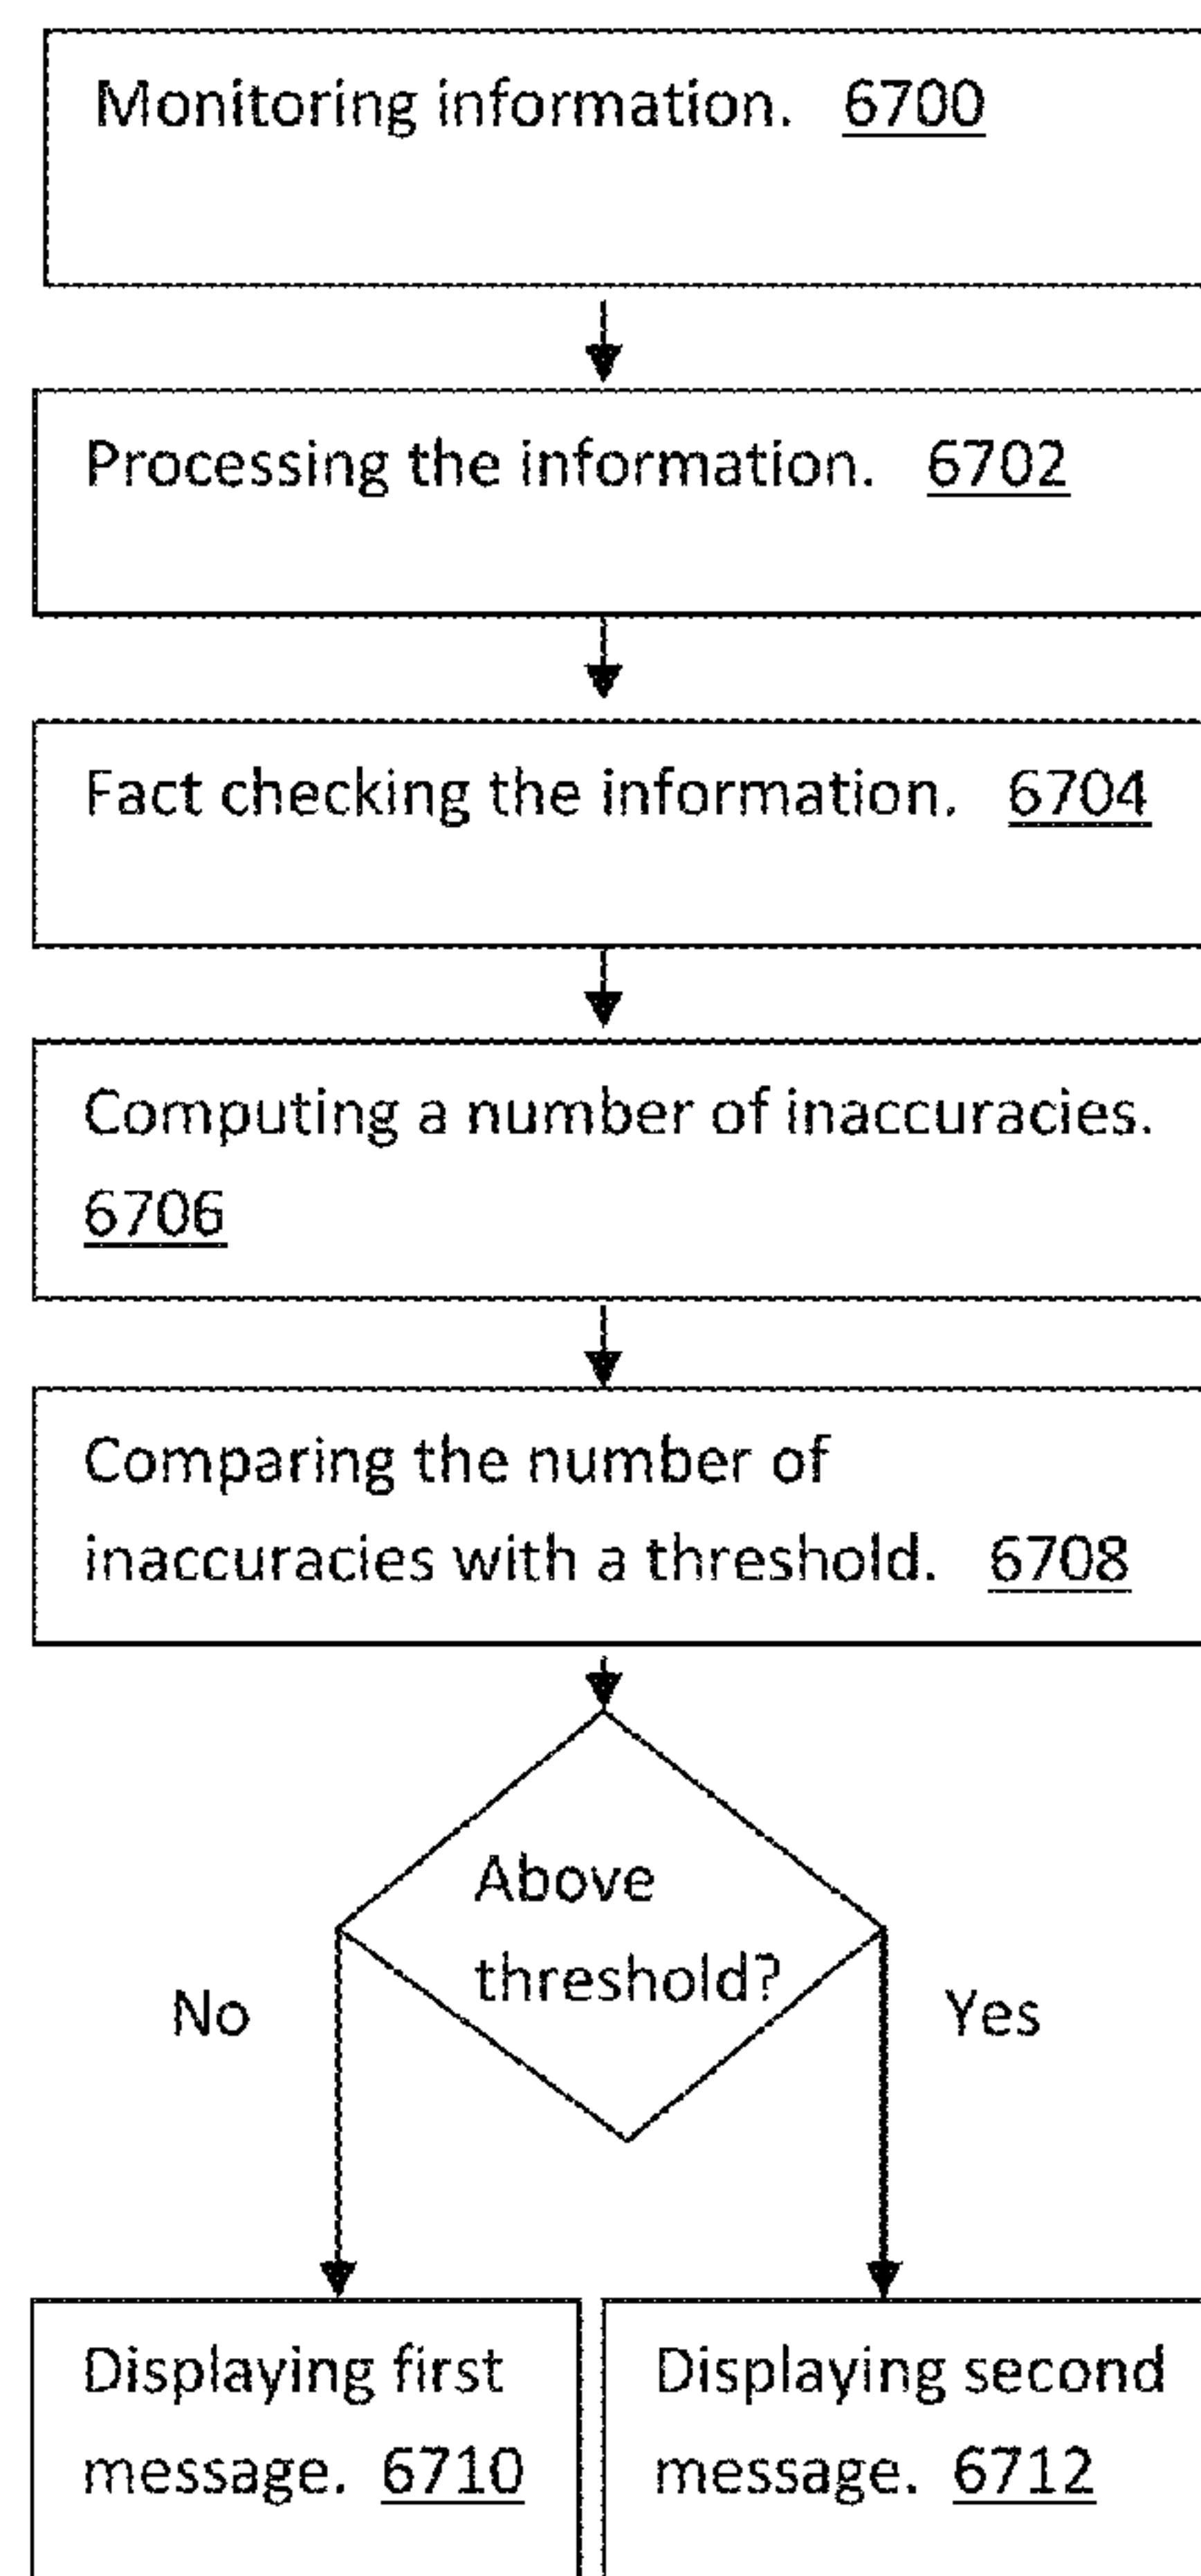 Monitoring information. 6700
Processing the information. 6702
Fact checking the information. 6704
Computing a number of inaccuracies.
6706
Comparing the number of
inaccuracies with a threshold. 6708
Above
threshold?
No
Yes
Displaying first
message. 6710
Displaying second
message. 6712